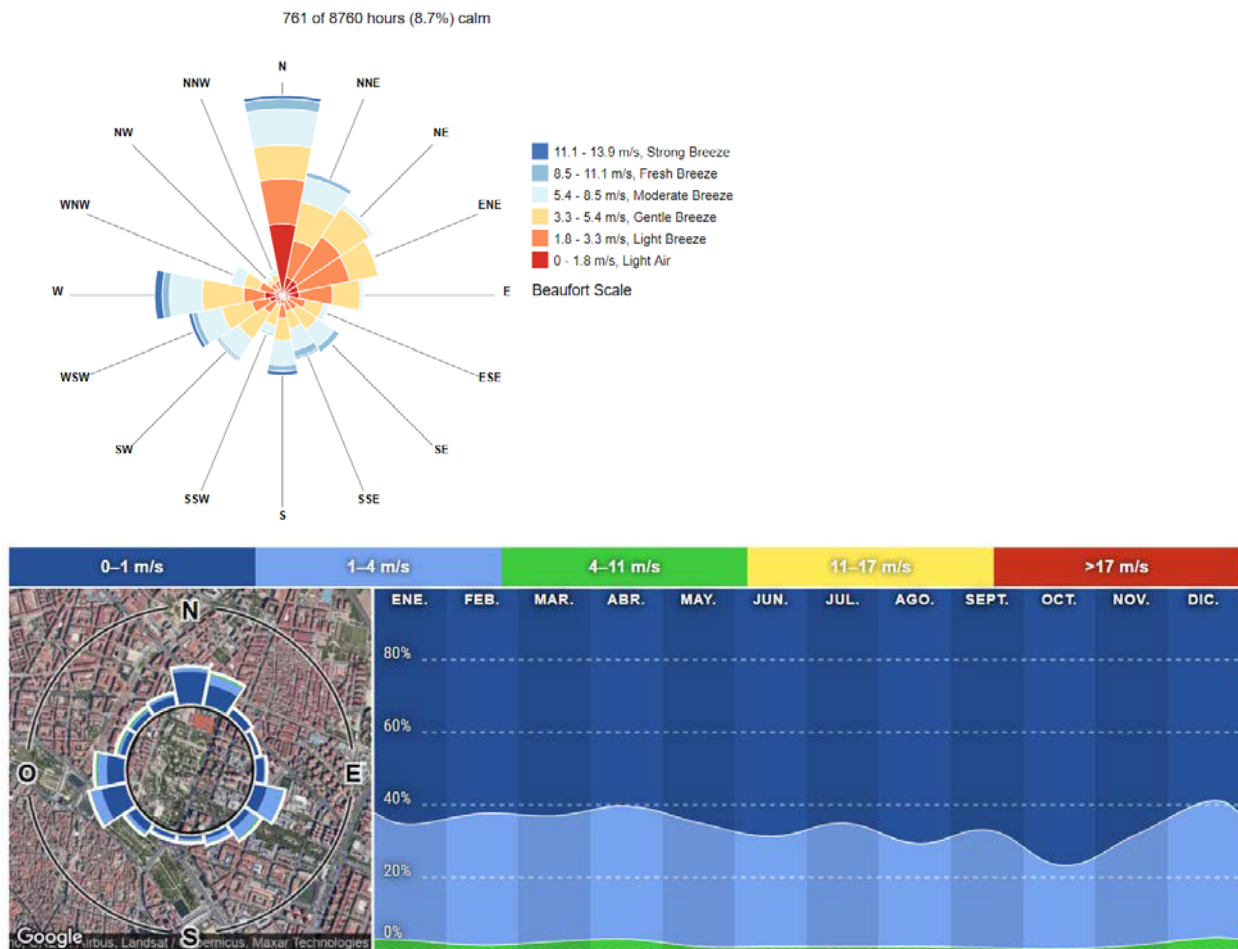 761 of 8760 hours (8.7%) calm
N
NNW
NNE
NW
NE
WNW
ENE
11.1 - 13.9 m/s, Strong Breeze
8.5 - 11.1 m/s, Fresh Breeze
5.4 - 8.5 m/s, Moderate Breeze
3.3 - 5.4 m/s, Gentle Breeze
1.8 - 3.3 m/s, Light Breeze
0 - 1.8 m/s, Light Air
Beaufort Scale
W
E
WSW
ESE
SW
SE
SSW
SSE
S
0–1 m/s
1–4 m/s
4–11 m/s
11–17 m/s
>17 m/s
N
O
E
S
Google
Airbus, Landsat / Copernicus, Maxar Technologies
ENE.
FEB.
MAR.
ABR.
MAY.
JUN.
JUL.
AGO.
SEPT.
OCT.
NOV.
DIC.
80%
60%
40%
20%
0%